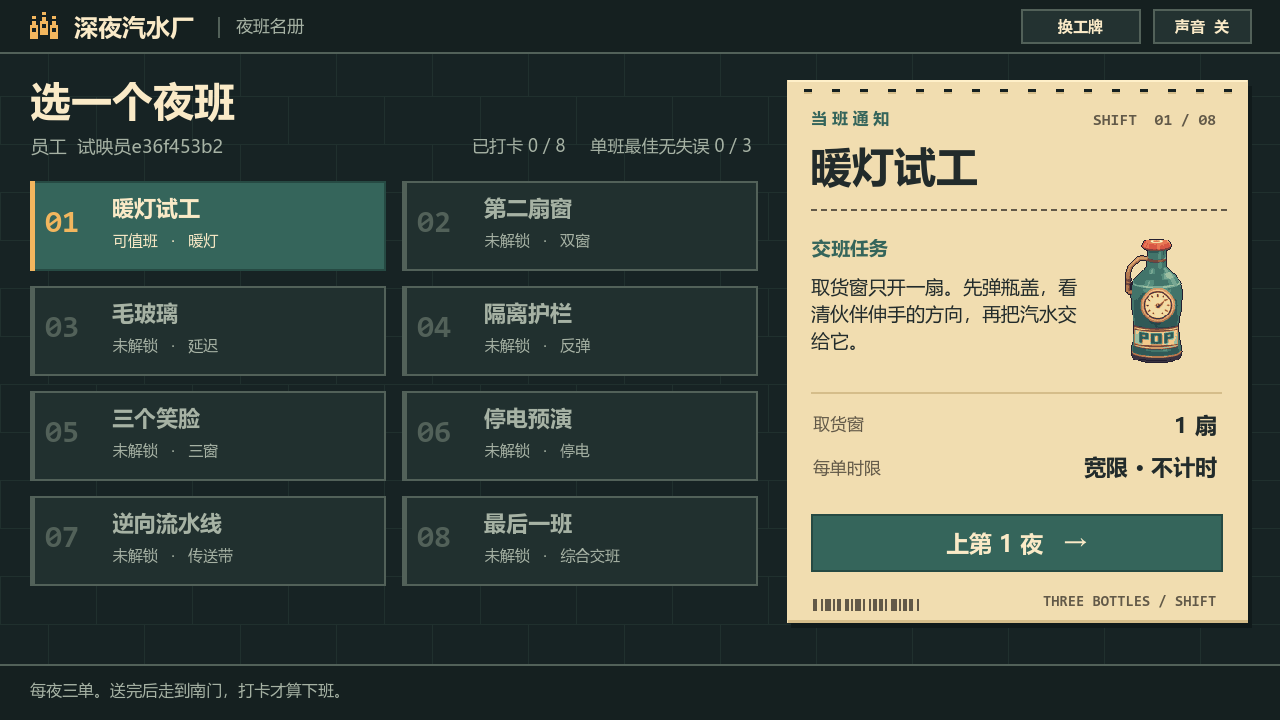 深夜汽水厂
夜班名册
换工牌
声音 关
选一个夜班
员工 试映员e36f453b2
已打卡 0 / 8
单班最佳无失误 0 / 3
01
暖灯试工
可值班 · 暖灯
02
第二扇窗
未解锁 · 双窗
03
毛玻璃
未解锁 · 延迟
04
隔离护栏
未解锁 · 反弹
05
三个笑脸
未解锁 · 三窗
06
停电预演
未解锁 · 停电
07
逆向流水线
未解锁 · 传送带
08
最后一班
未解锁 · 综合交班
当班通知
SHIFT 01 / 08
暖灯试工
交班任务
取货窗只开一扇。先弹瓶盖，看
清伙伴伸手的方向，再把汽水交
给它。
POP
取货窗
1 扇
每单时限
宽限 · 不计时
上第 1 夜 →
THREE BOTTLES / SHIFT
每夜三单。送完后走到南门，打卡才算下班。